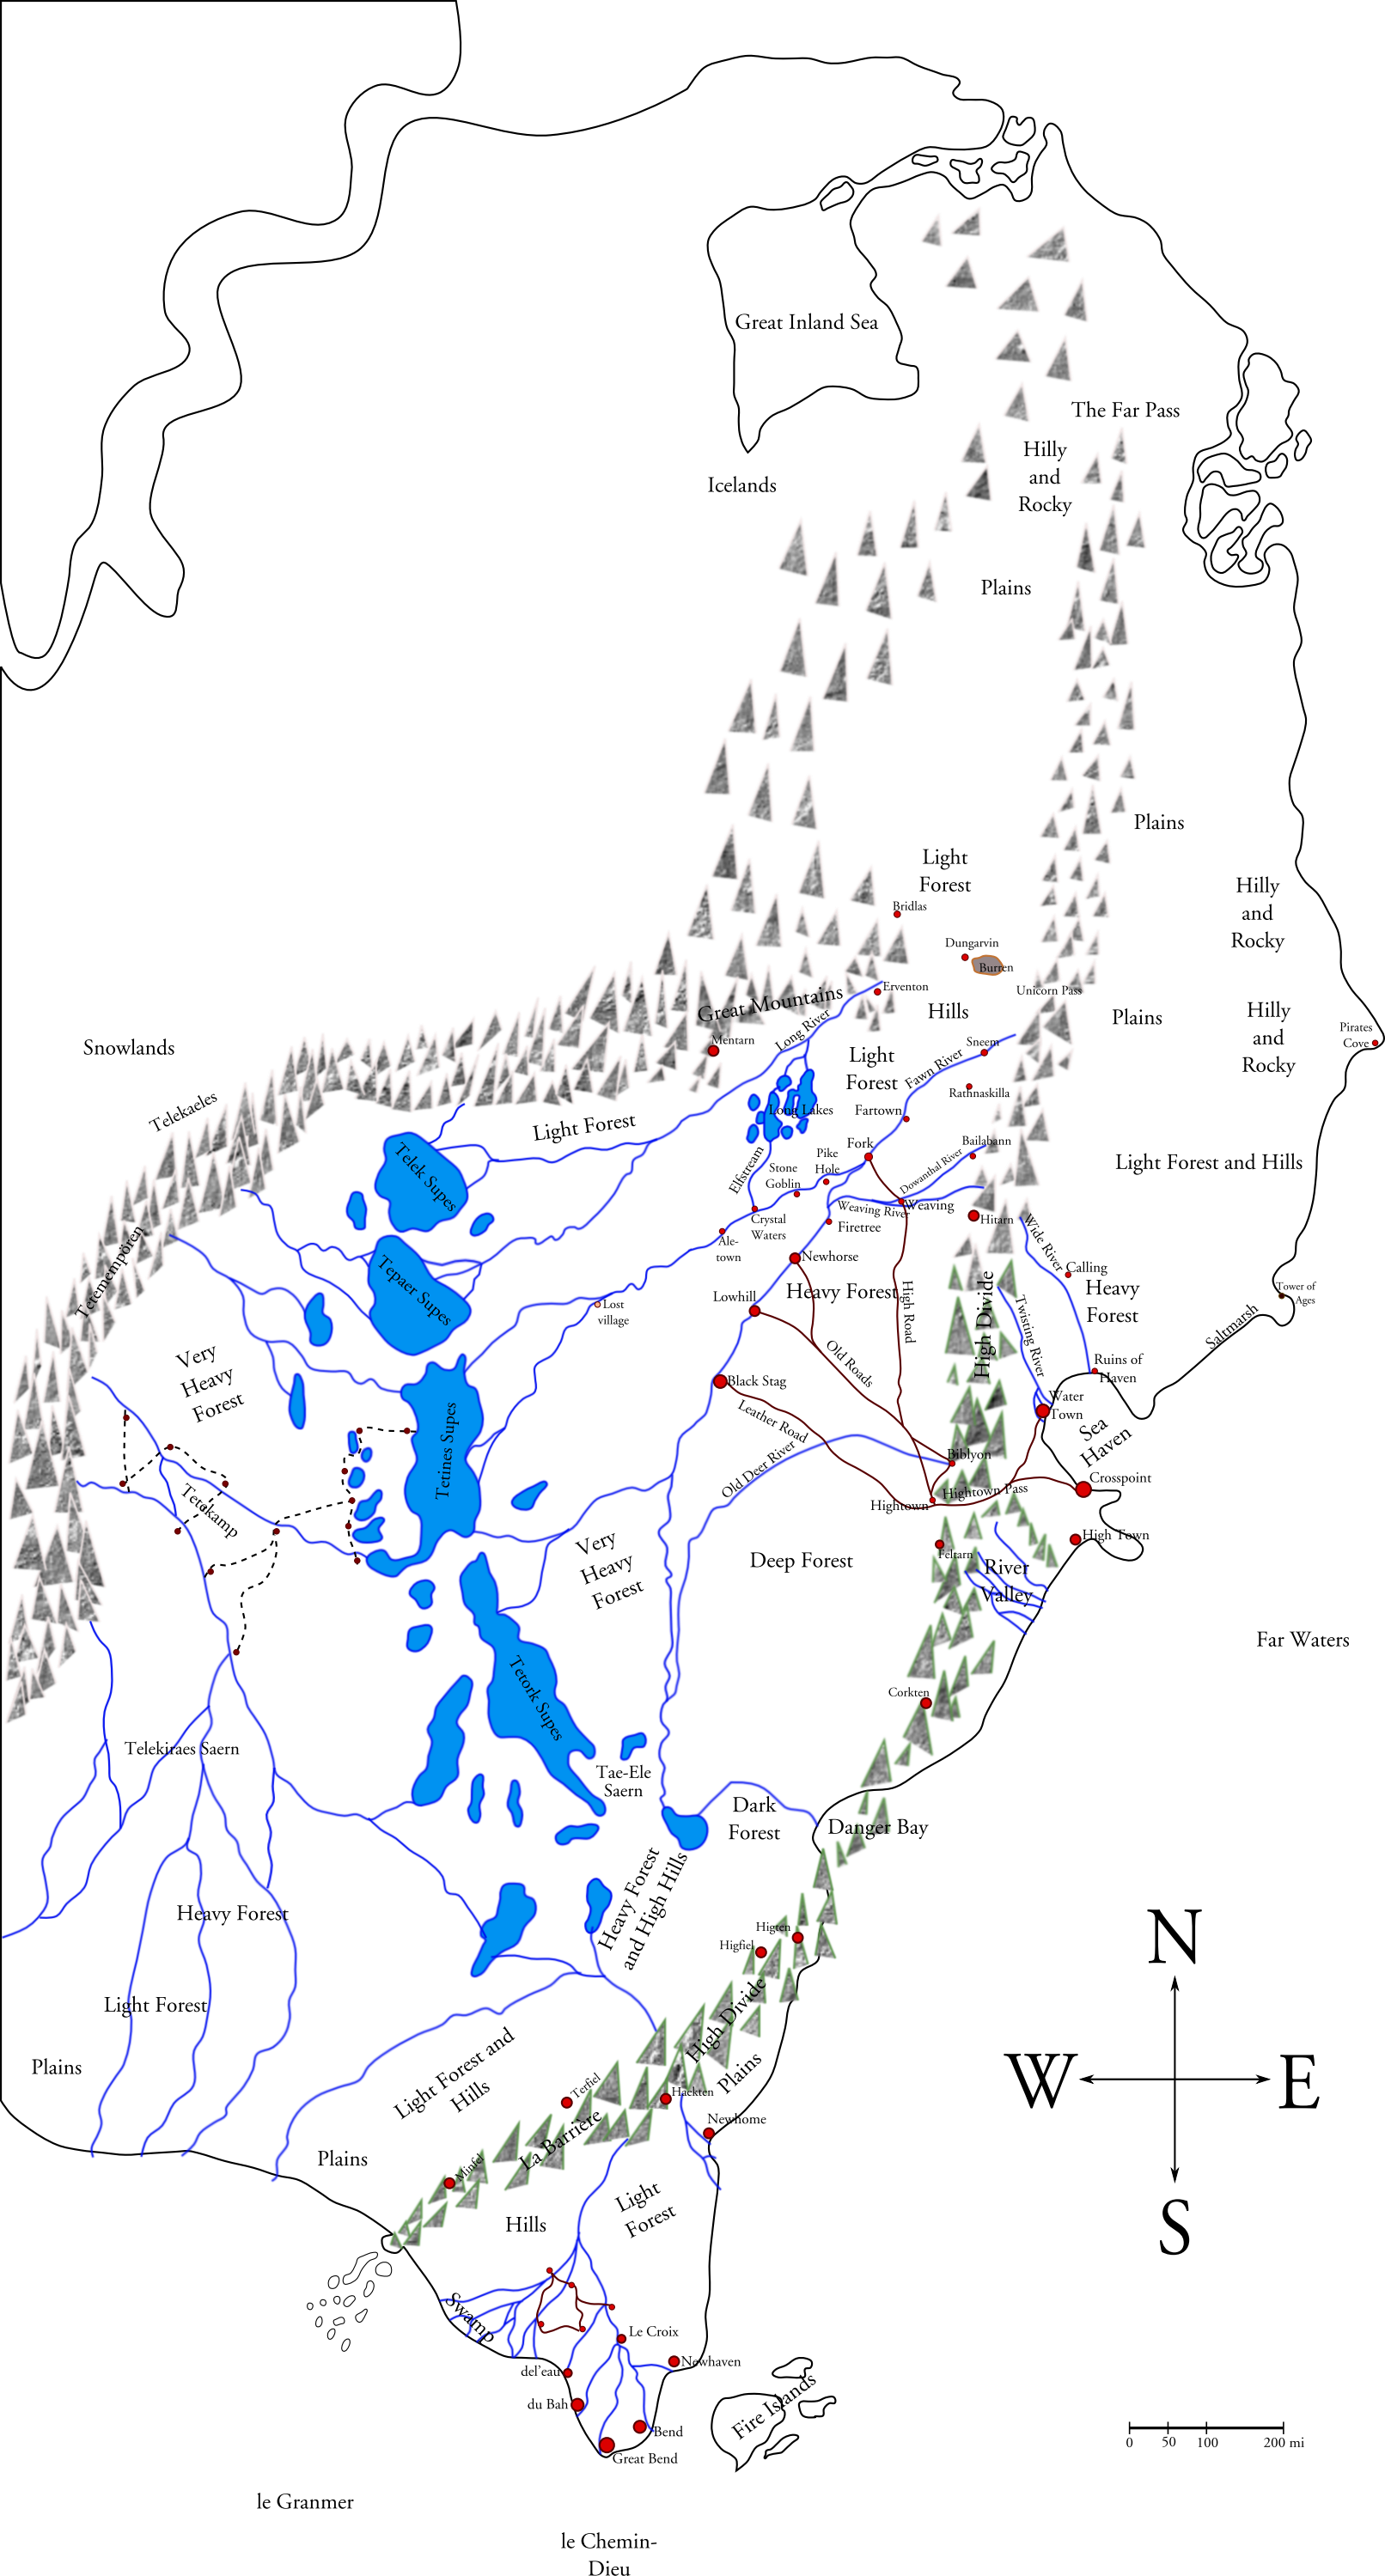 Great Inland Sea
The Far Pass
Hilly
and
Rocky
Icelands
Plains
Plains
Light
Forest
Hilly
and
Rocky
Bridlas
Dungarvin
Burren
Erventon
Unicorn Pass
Great Mountains
Hills
Plains
Hilly
and
Rocky
Pirates
Cove
Snowlands
Mentarn
Long River
Sneem
Light
Forest
Fawn River
Rathnaskilla
Telekaeles
Light Forest
Long Lakes
Fartown
Fork
Bailabann
Light Forest and Hills
Telek Supes
Elfstream
Pike
Hole
Stone
Goblin
Dowanthal River
Weaving River
Weaving
Crystal
Waters
Firetree
Hitarn
Wide River
Ale-
town
Newhorse
Calling
Tetememporen
Tepaer Supes
Heavy Forest
High Road
High Divide
Heavy
Forest
Tower of
Ages
Lost
village
Lowhill
Twisting River
Saltmarsh
Very
Heavy
Forest
Old Roads
Ruins of
Haven
Black Stag
Leather Road
Water
Town
Sea
Haven
Tetines Supes
Old Deer River
Biblyon
Crosspoint
Tetekamp
Hightown
Hightown Pass
High Town
Very
Heavy
Forest
Deep Forest
Feltarn
River
Valley
Far Waters
Tetork Supes
Corkten
Telekiraes Saern
Tae-Ele
Saern
Dark
Forest
Danger Bay
Heavy Forest
Heavy Forest
and High Hills
Higten
Higfiel
N
Light Forest
High Divide
Plains
Light Forest and
Hills
Plains
W
E
Terfiel
Hackten
Newhome
La Barrière
Plains
Minfel
Light
Forest
Hills
S
Swamp
Le Croix
del'eau
Newhaven
du Bah
Fire Islands
Bend
Great Bend
0 50 100 200 mi
le Granmer
le Chemin-
Dieu